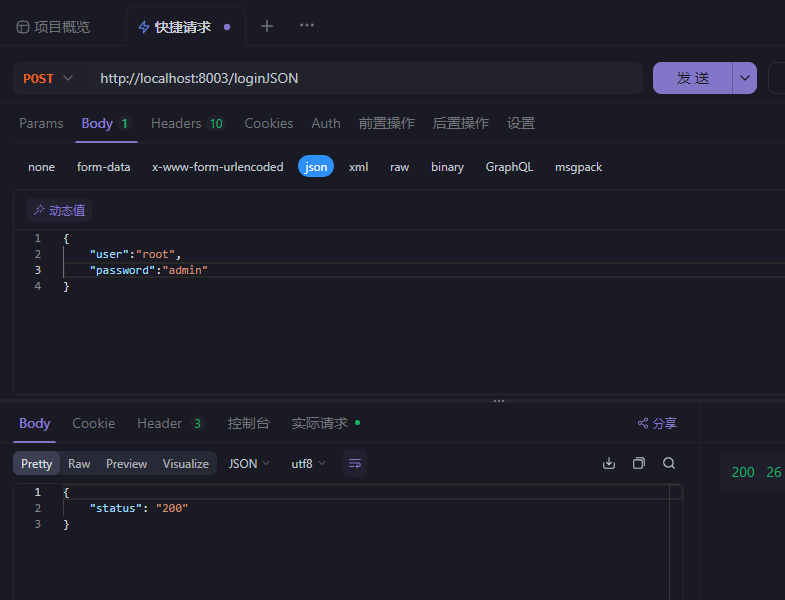 项目概览 快捷请求
POST http://localhost:8003/loginJSON 发 送
Params Body 1 Headers 10 Cookies Auth 前置操作 后置操作 设置
none form-data x-www-form-urlencoded json xml raw binary GraphQL msgpack
动态值
1 {
2 "user":"root",
3 "password":"admin"
4 }
Body Cookie Header 3 控制台 实际请求 分享
Pretty Raw Preview Visualize JSON utf8
200 26
1 {
2 "status": "200"
3 }